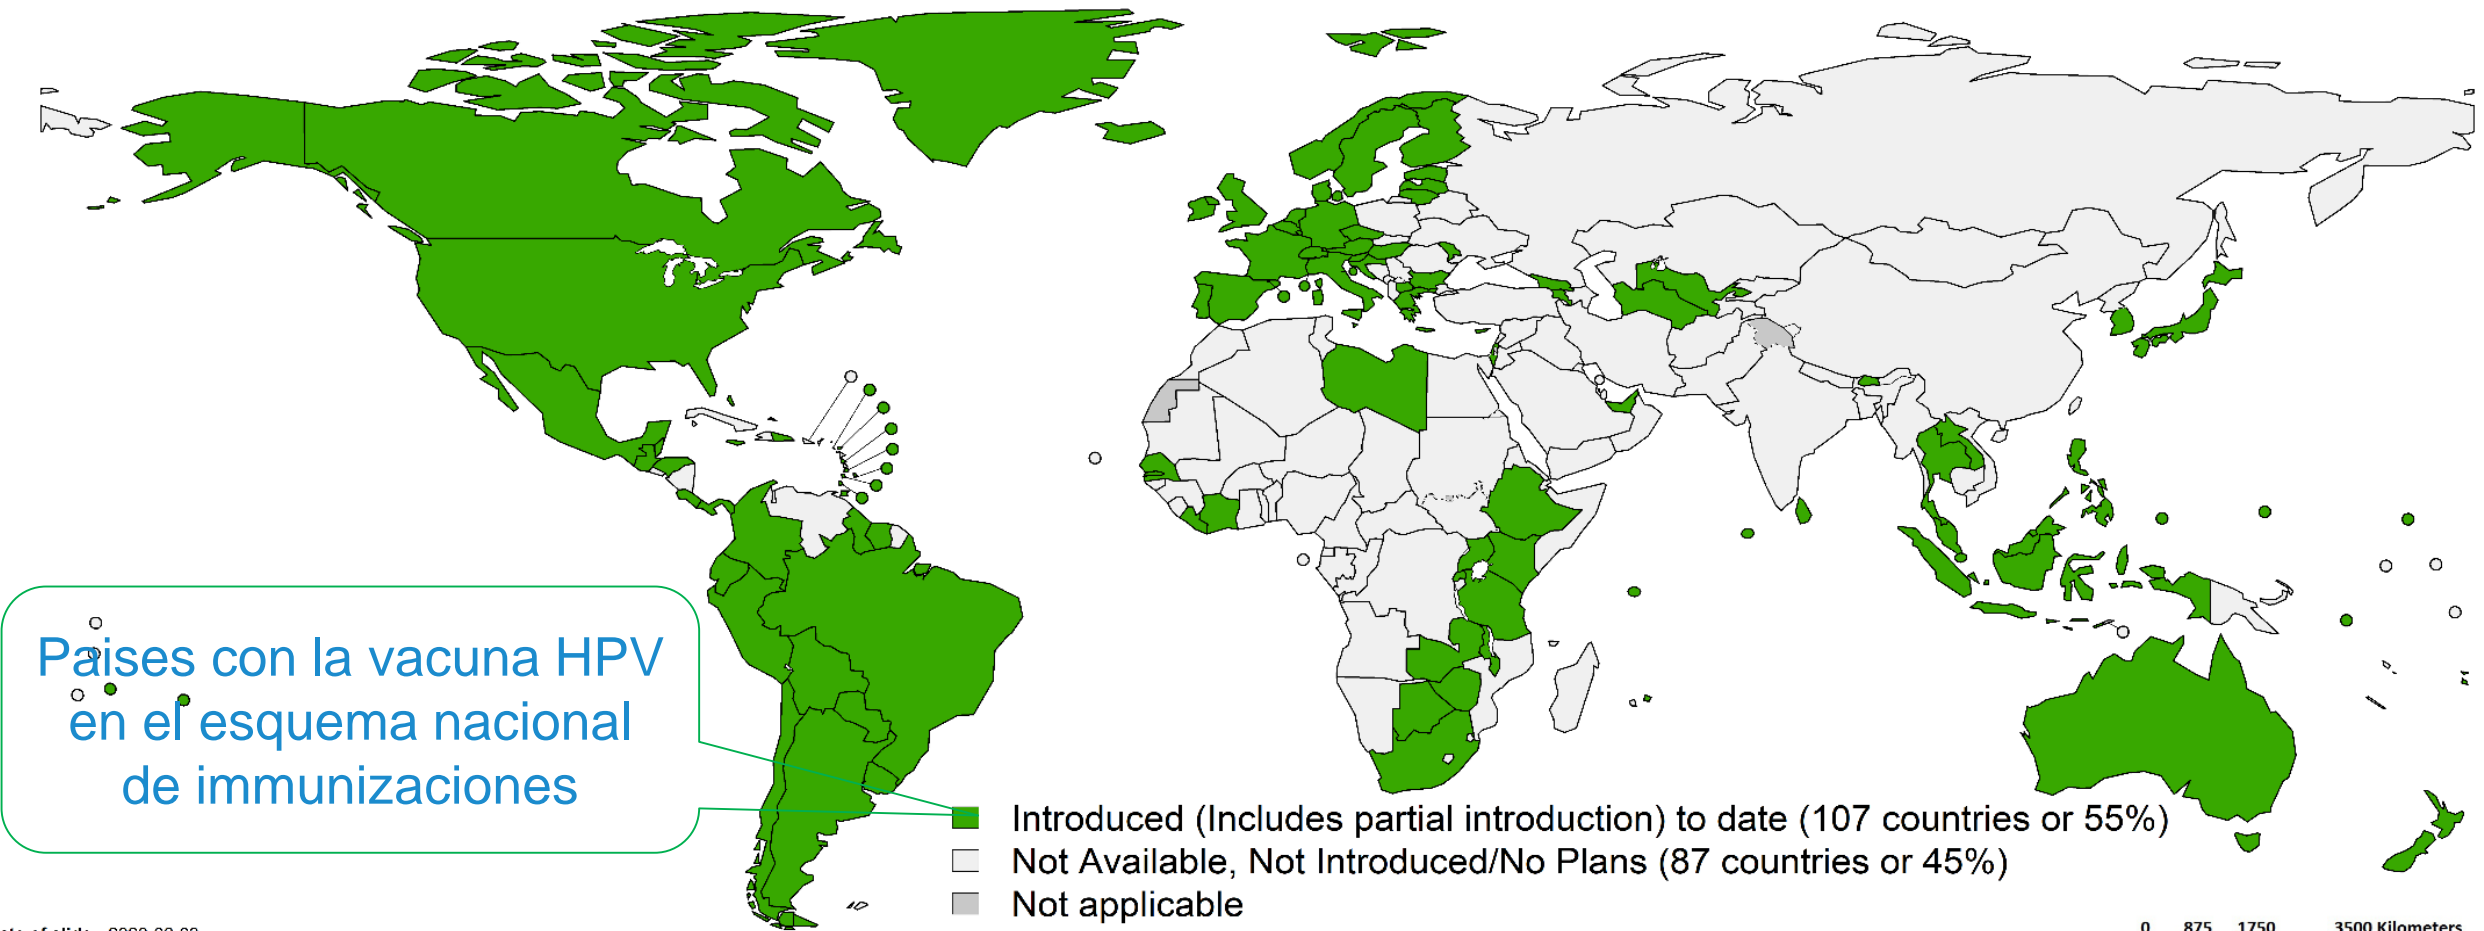 Paises con la vacuna HPV
en el esquema nacional
de immunizaciones
Introduced (Includes partial introduction) to date (107 countries or 55%)
Not Available, Not Introduced/No Plans (87 countries or 45%)
Not applicable
0 875 1750 3500 Kilometers